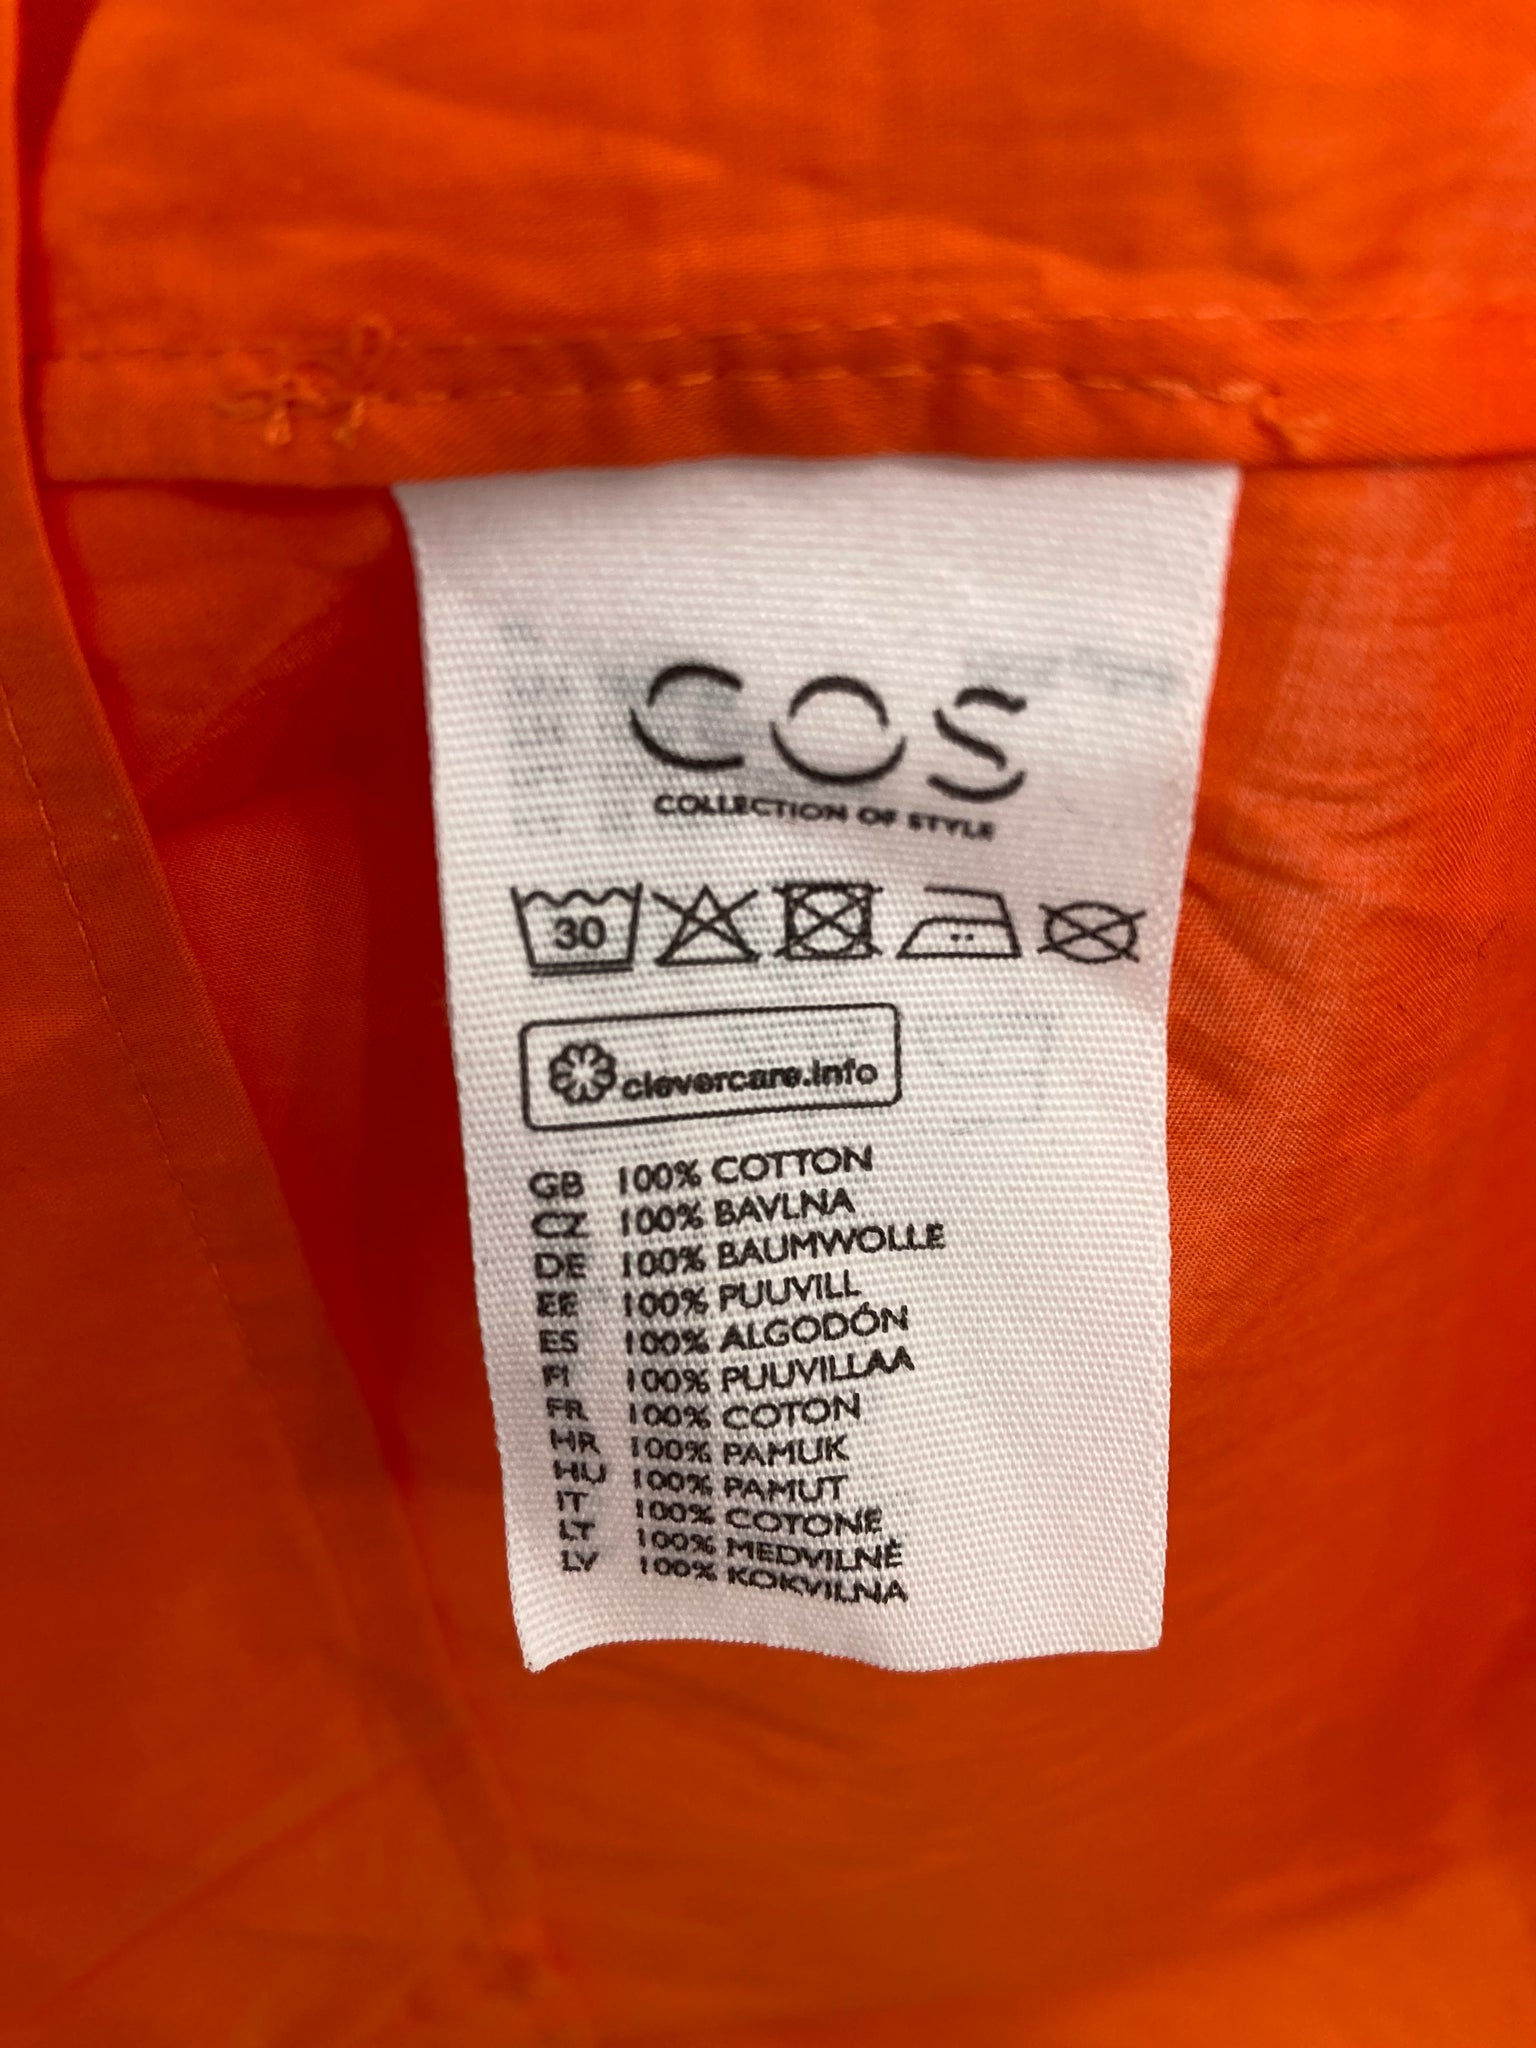 COS
COLLECTION OF STYLE
30
clevercare.info
GB 100% COTTON
CZ 100% BAVLNA
DE 100% BAUMWOLLE
EE 100% PUUVILL
ES 100% ALGODÓN
FI 100% PUUVILLAA
FR 100% COTON
HR 100% PAMUK
HU 100% PAMUT
IT 100% COTONE
LT 100% MEDVILNĖ
LV 100% KOKVILNA